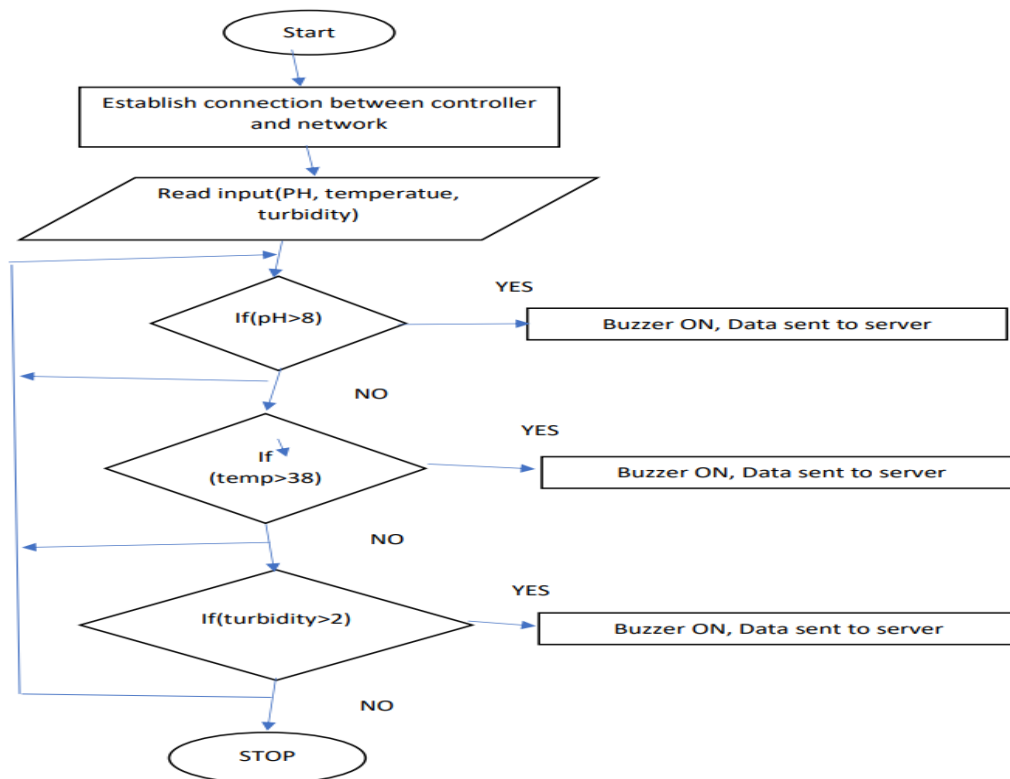 Start
Establish connection between controller
and network
Read input(PH, temperatue,
turbidity)
YES
If(pH>8)
Buzzer ON, Data sent to server
NO
YES
If
(temp>38)
Buzzer ON, Data sent to server
NO
YES
If(turbidity>2)
Buzzer ON, Data sent to server
NO
STOP